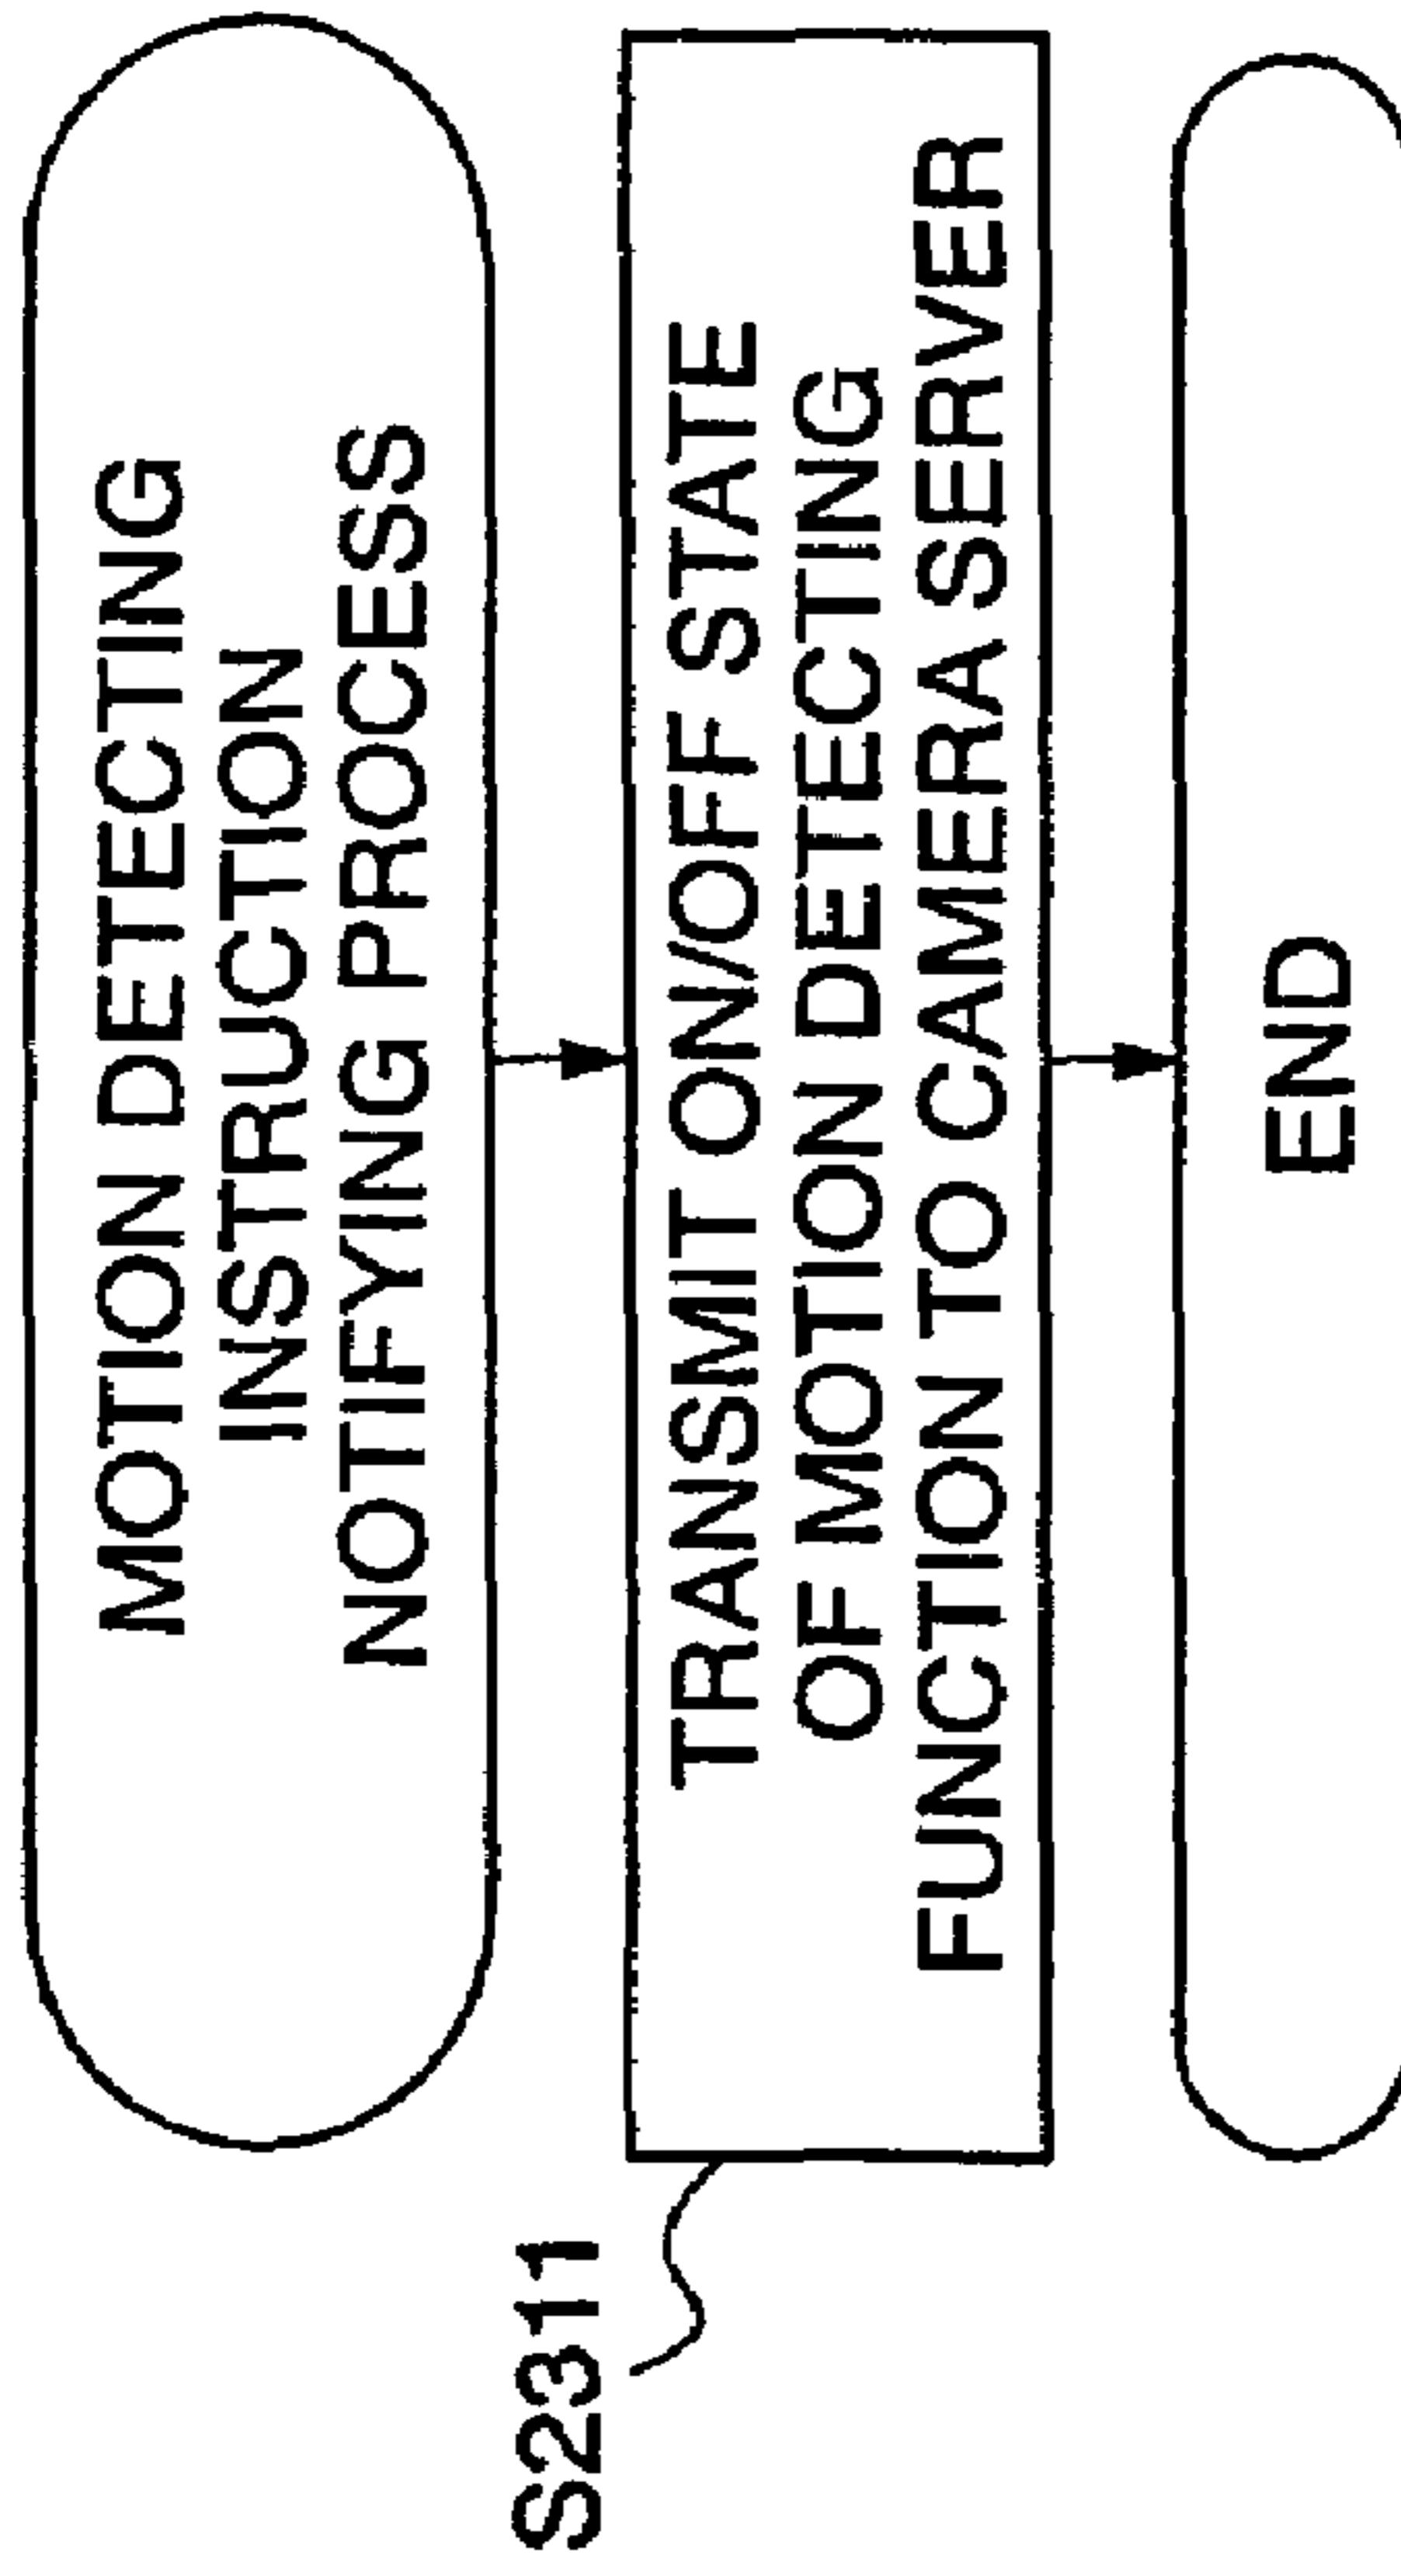 MOTION DETECTING
INSTRUCTION
NOTIFYING PROCESS
S2311
TRANSMIT ON/OFF STATE
OF MOTION DETECTING
FUNCTION TO CAMERA SERVER
END